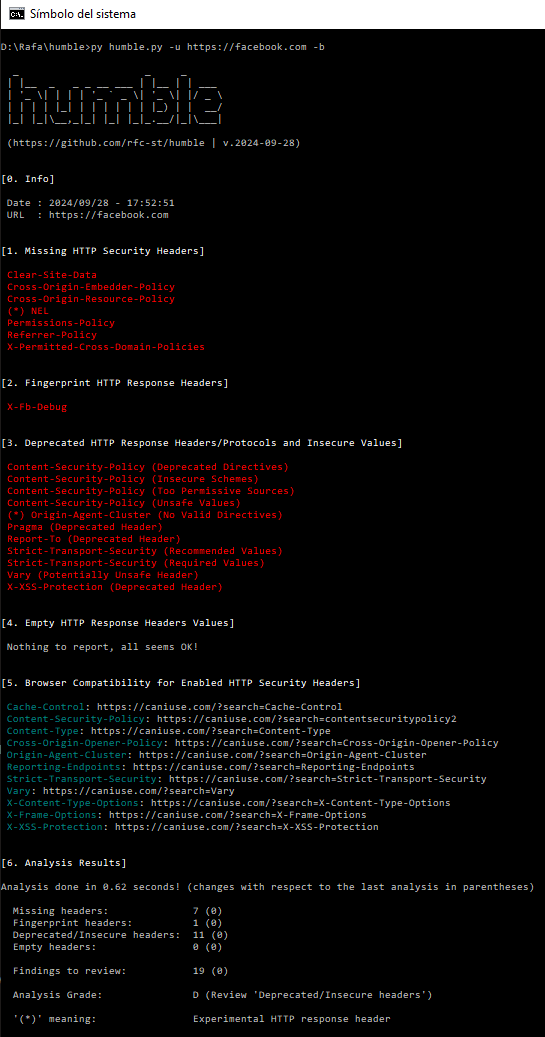 Símbolo del sistema
D:\Rafa\humble>py humble.py -u https://facebook.com -b
humble
(https://github.com/rfc-st/humble | v.2024-09-28)
[0. Info]
Date : 2024/09/28 - 17:52:51
URL  : https://facebook.com
[1. Missing HTTP Security Headers]
Clear-Site-Data
Cross-Origin-Embedder-Policy
Cross-Origin-Resource-Policy
(*) NEL
Permissions-Policy
Referrer-Policy
X-Permitted-Cross-Domain-Policies
[2. Fingerprint HTTP Response Headers]
X-Fb-Debug
[3. Deprecated HTTP Response Headers/Protocols and Insecure Values]
Content-Security-Policy (Deprecated Directives)
Content-Security-Policy (Insecure Schemes)
Content-Security-Policy (Too Permissive Sources)
Content-Security-Policy (Unsafe Values)
(*) Origin-Agent-Cluster (No Valid Directives)
Pragma (Deprecated Header)
Report-To (Deprecated Header)
Strict-Transport-Security (Recommended Values)
Strict-Transport-Security (Required Values)
Vary (Potentially Unsafe Header)
X-XSS-Protection (Deprecated Header)
[4. Empty HTTP Response Headers Values]
Nothing to report, all seems OK!
[5. Browser Compatibility for Enabled HTTP Security Headers]
Cache-Control: https://caniuse.com/?search=Cache-Control
Content-Security-Policy: https://caniuse.com/?search=contentsecuritypolicy2
Content-Type: https://caniuse.com/?search=Content-Type
Cross-Origin-Opener-Policy: https://caniuse.com/?search=Cross-Origin-Opener-Policy
Origin-Agent-Cluster: https://caniuse.com/?search=Origin-Agent-Cluster
Reporting-Endpoints: https://caniuse.com/?search=Reporting-Endpoints
Strict-Transport-Security: https://caniuse.com/?search=Strict-Transport-Security
Vary: https://caniuse.com/?search=Vary
X-Content-Type-Options: https://caniuse.com/?search=X-Content-Type-Options
X-Frame-Options: https://caniuse.com/?search=X-Frame-Options
X-XSS-Protection: https://caniuse.com/?search=X-XSS-Protection
[6. Analysis Results]
Analysis done in 0.62 seconds! (changes with respect to the last analysis in parentheses)
Missing headers: 7 (0)
Fingerprint headers: 1 (0)
Deprecated/Insecure headers: 11 (0)
Empty headers: 0 (0)
Findings to review: 19 (0)
Analysis Grade: D (Review 'Deprecated/Insecure headers')
'(*)' meaning: Experimental HTTP response header